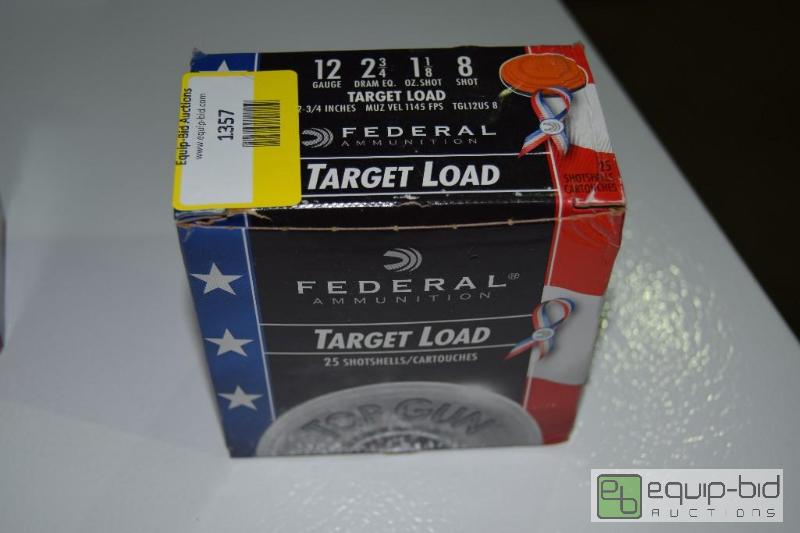 Equip-Bid Auctions
www.equip-bid.com
1357
12 2 3/4 1 1/8 8
GAUGE DRAM EQ. OZ. SHOT SHOT
TARGET LOAD
2-3/4 INCHES MUZ VEL 1145 FPS TGL12US 8
FEDERAL
AMMUNITION
TARGET LOAD
25
SHOTSHELLS
CARTOUCHES
FEDERAL®
AMMUNITION
TARGET LOAD
25 SHOTSHELLS/CARTOUCHES
TOP GUN
eb equip-bid
AUCTIONS